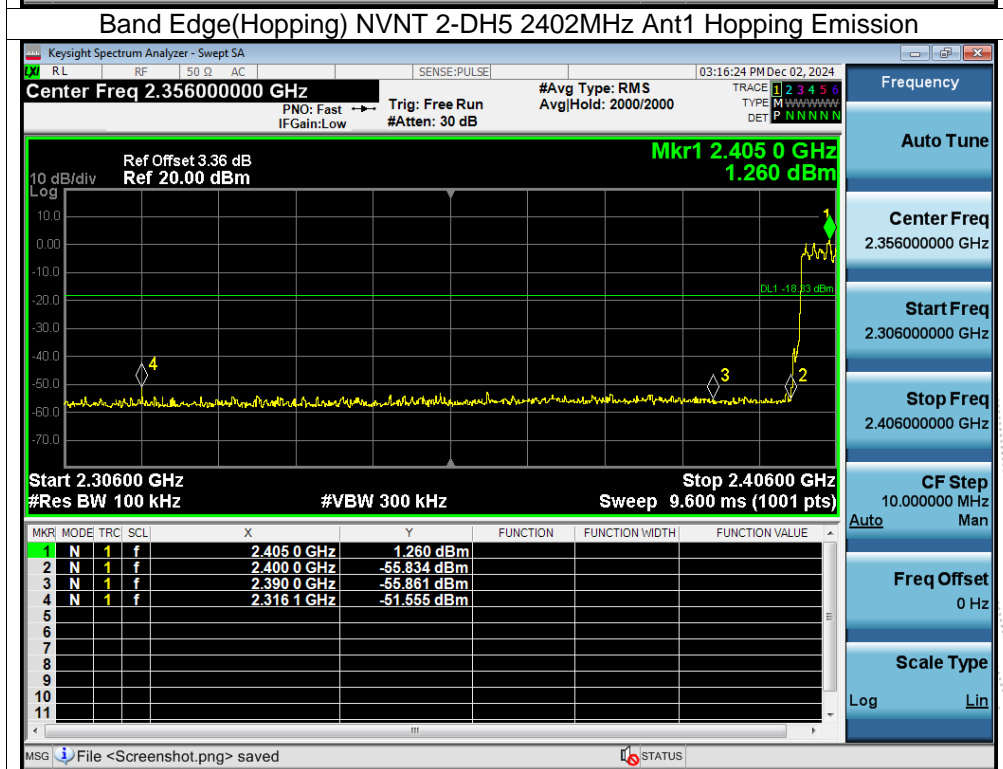 Band Edge(Hopping) NVNT 2-DH5 2402MHz Ant1 Hopping Emission
Keysight Spectrum Analyzer - Swept SA
LXI RL RF 50 Ω AC SENSE:PULSE 03:16:24 PM Dec 02, 2024
Center Freq 2.356000000 GHz
PNO: Fast
IFGain:Low
Trig: Free Run
#Atten: 30 dB
#Avg Type: RMS
Avg|Hold: 2000/2000
TRACE 1 2 3 4 5 6
TYPE M WWWWW
DET P N N N N N
Mkr1 2.405 0 GHz
1.260 dBm
Ref Offset 3.36 dB
10 dB/div Ref 20.00 dBm
Log
10.0
0.00
-10.0
-20.0
-30.0
-40.0
-50.0
-60.0
-70.0
1
DL1 -18.83 dBm
4
3
2
Start 2.30600 GHz Stop 2.40600 GHz
#Res BW 100 kHz #VBW 300 kHz Sweep 9.600 ms (1001 pts)
MKR MODE TRC SCL X Y FUNCTION FUNCTION WIDTH FUNCTION VALUE
1 N 1 f 2.405 0 GHz 1.260 dBm
2 N 1 f 2.400 0 GHz -55.834 dBm
3 N 1 f 2.390 0 GHz -55.861 dBm
4 N 1 f 2.316 1 GHz -51.555 dBm
5
6
7
8
9
10
11
MSG File <Screenshot.png> saved STATUS
Frequency
Auto Tune
Center Freq
2.356000000 GHz
Start Freq
2.306000000 GHz
Stop Freq
2.406000000 GHz
CF Step
10.000000 MHz
Auto Man
Freq Offset
0 Hz
Scale Type
Log Lin